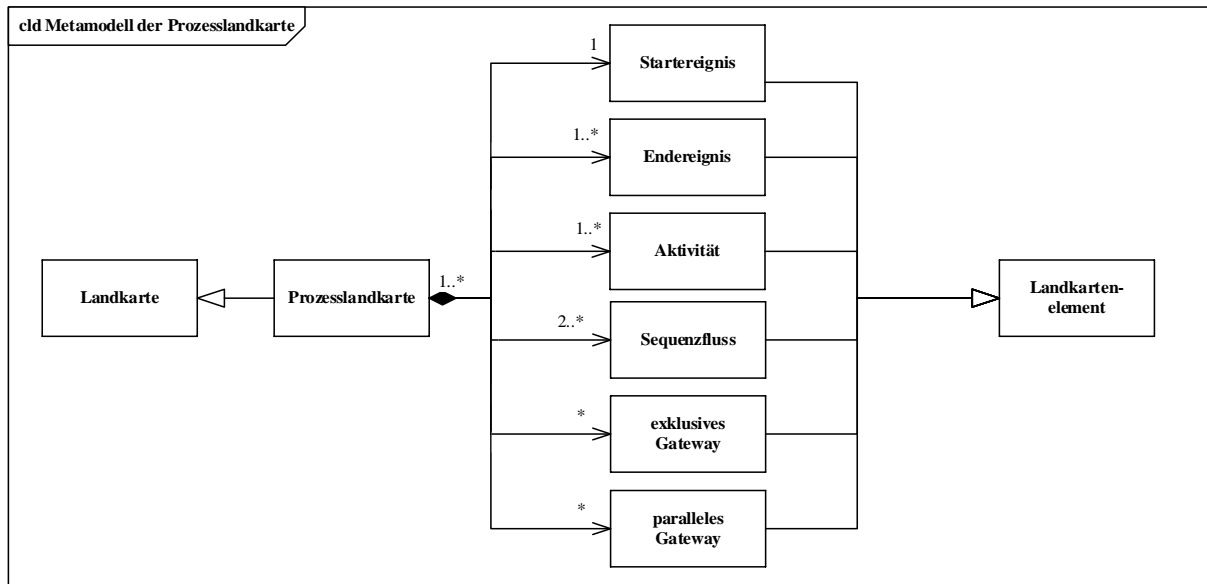 cld Metamodell der Prozesslandkarte
1
Startereignis
1..*
Endereignis
1..*
Aktivität
Landkarte
Prozesslandkarte
1..*
Landkarten-
element
2..*
Sequenzfluss
*
exklusives
Gateway
*
paralleles
Gateway